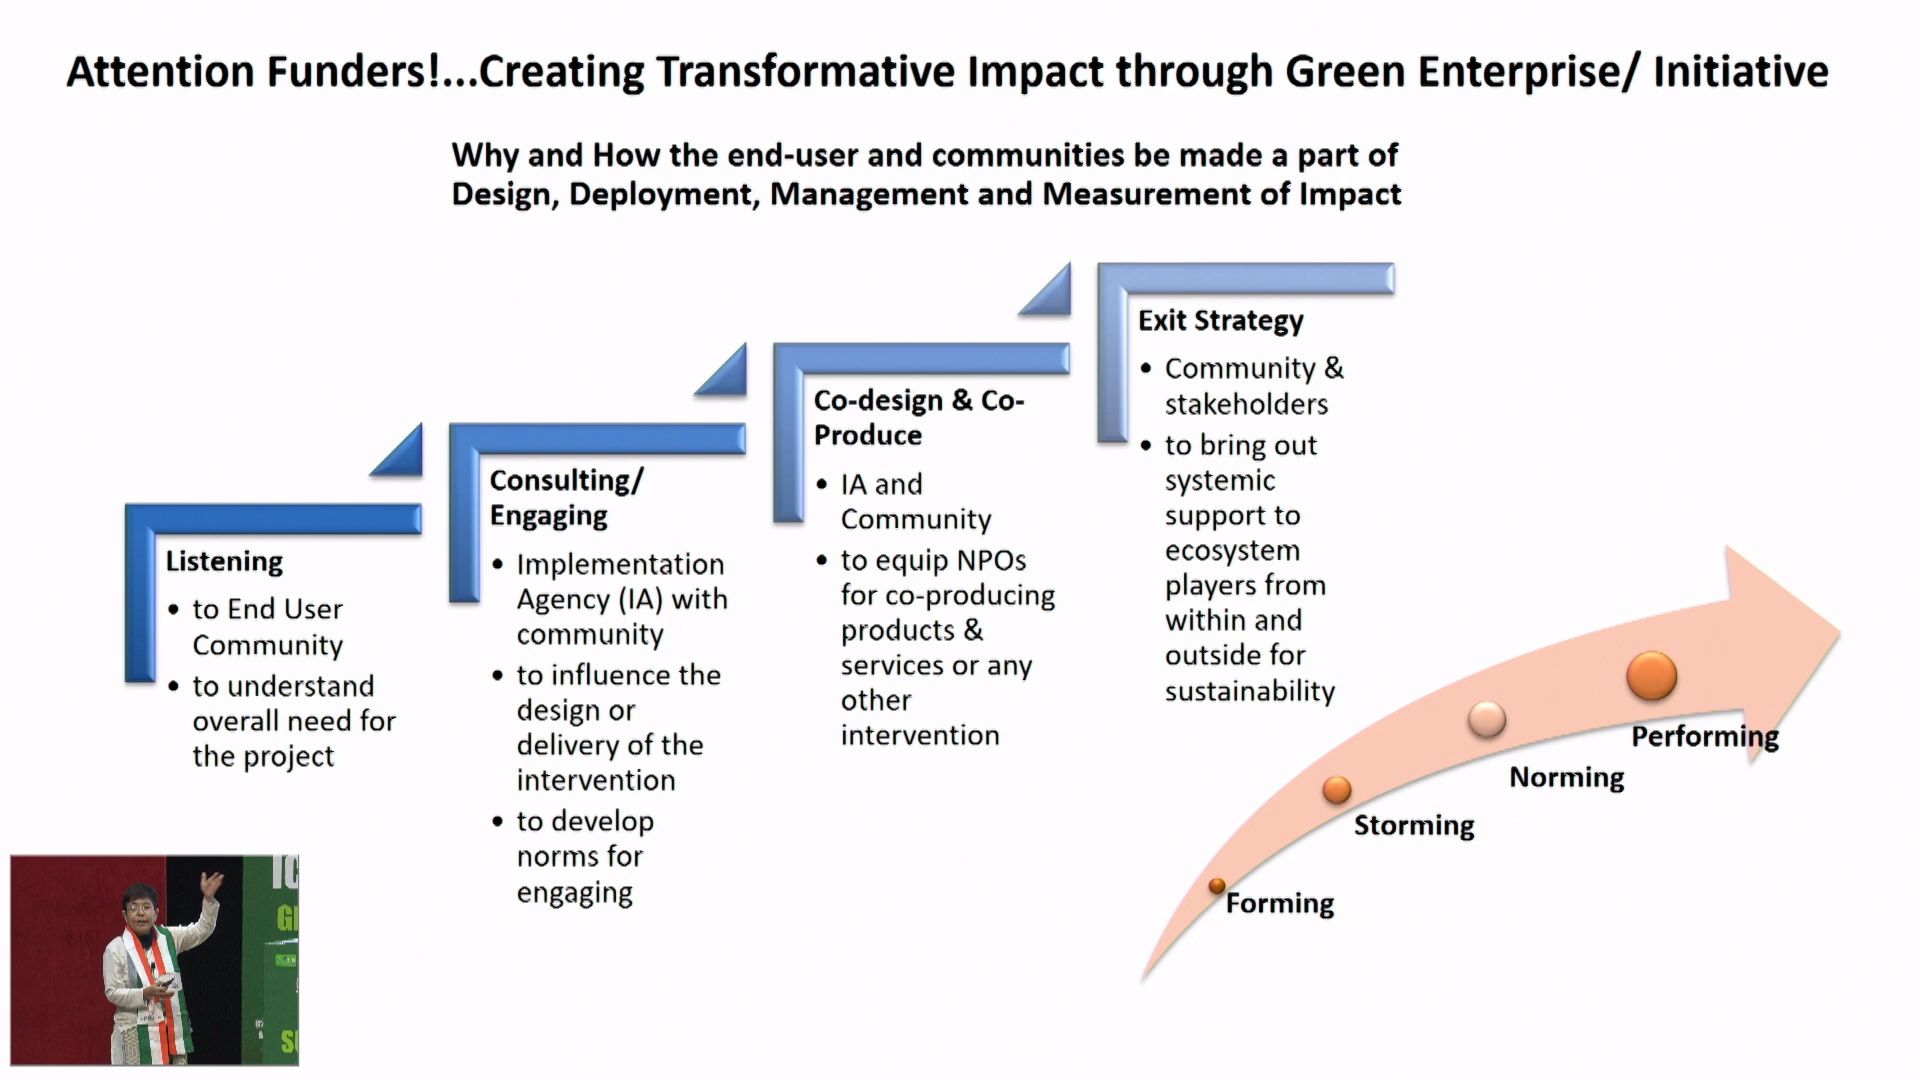 Attention Funders!...Creating Transformative Impact through Green Enterprise/ Initiative
Why and How the end-user and communities be made a part of
Design, Deployment, Management and Measurement of Impact
Listening
• to End User
Community
• to understand
overall need for
the project
Consulting/
Engaging
• Implementation
Agency (IA) with
community
• to influence the
design or
delivery of the
intervention
• to develop
norms for
engaging
Co-design & Co-
Produce
• IA and
Community
• to equip NPOs
for co-producing
products &
services or any
other
intervention
Exit Strategy
• Community &
stakeholders
• to bring out
systemic
support to
ecosystem
players from
within and
outside for
sustainability
Forming
Storming
Norming
Performing